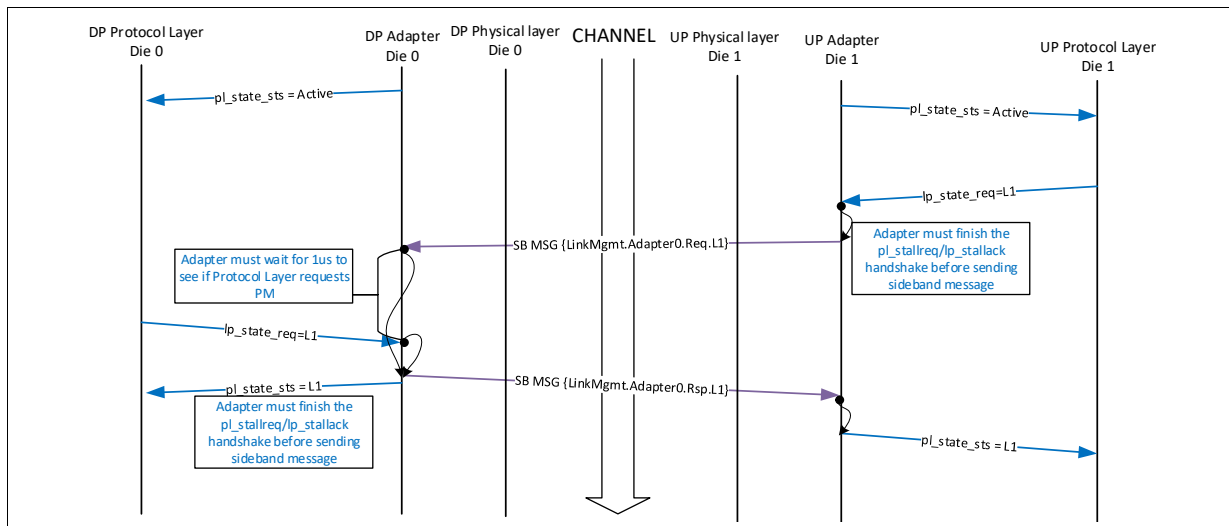 DP Protocol Layer
Die 0
DP Adapter
Die 0
DP Physical layer
Die 0
CHANNEL
UP Physical layer
Die 1
UP Adapter
Die 1
UP Protocol Layer
Die 1
pl_state_sts = Active
pl_state_sts = Active
lp_state_req=L1
SB MSG {LinkMgmt.Adapter0.Req.L1}
Adapter must finish the
pl_stallreq/lp_stallack
handshake before sending
sideband message
Adapter must wait for 1us to
see if Protocol Layer requests
PM
lp_state_req=L1
SB MSG {LinkMgmt.Adapter0.Rsp.L1}
pl_state_sts = L1
Adapter must finish the
pl_stallreq/lp_stallack
handshake before sending
sideband message
pl_state_sts = L1